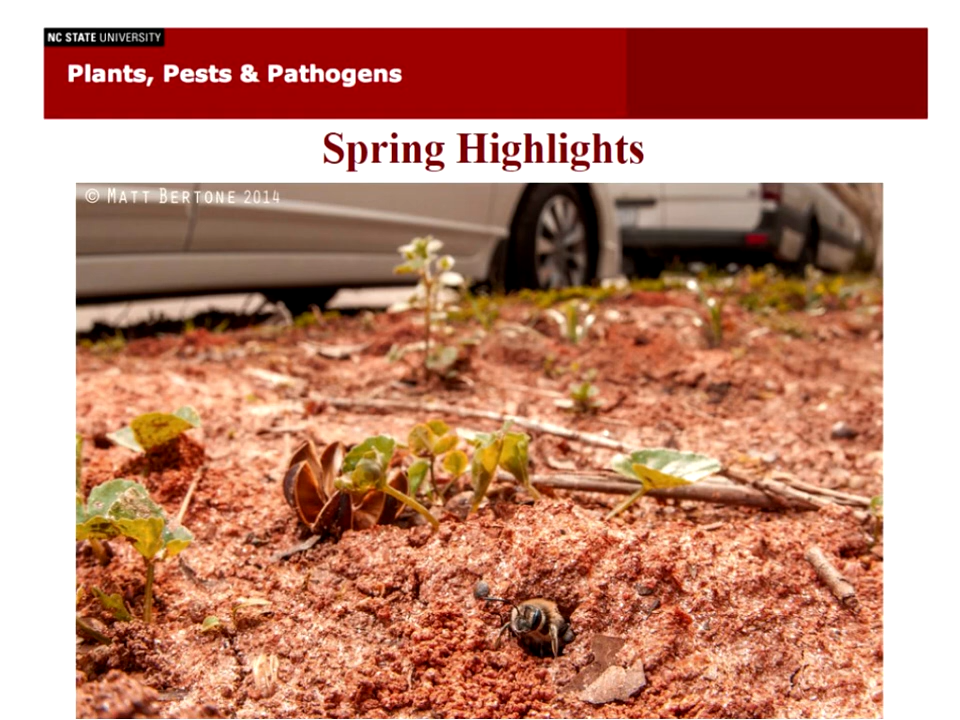 NC STATE UNIVERSITY
Plants, Pests & Pathogens
Spring Highlights
© MATT BERTONE 2014